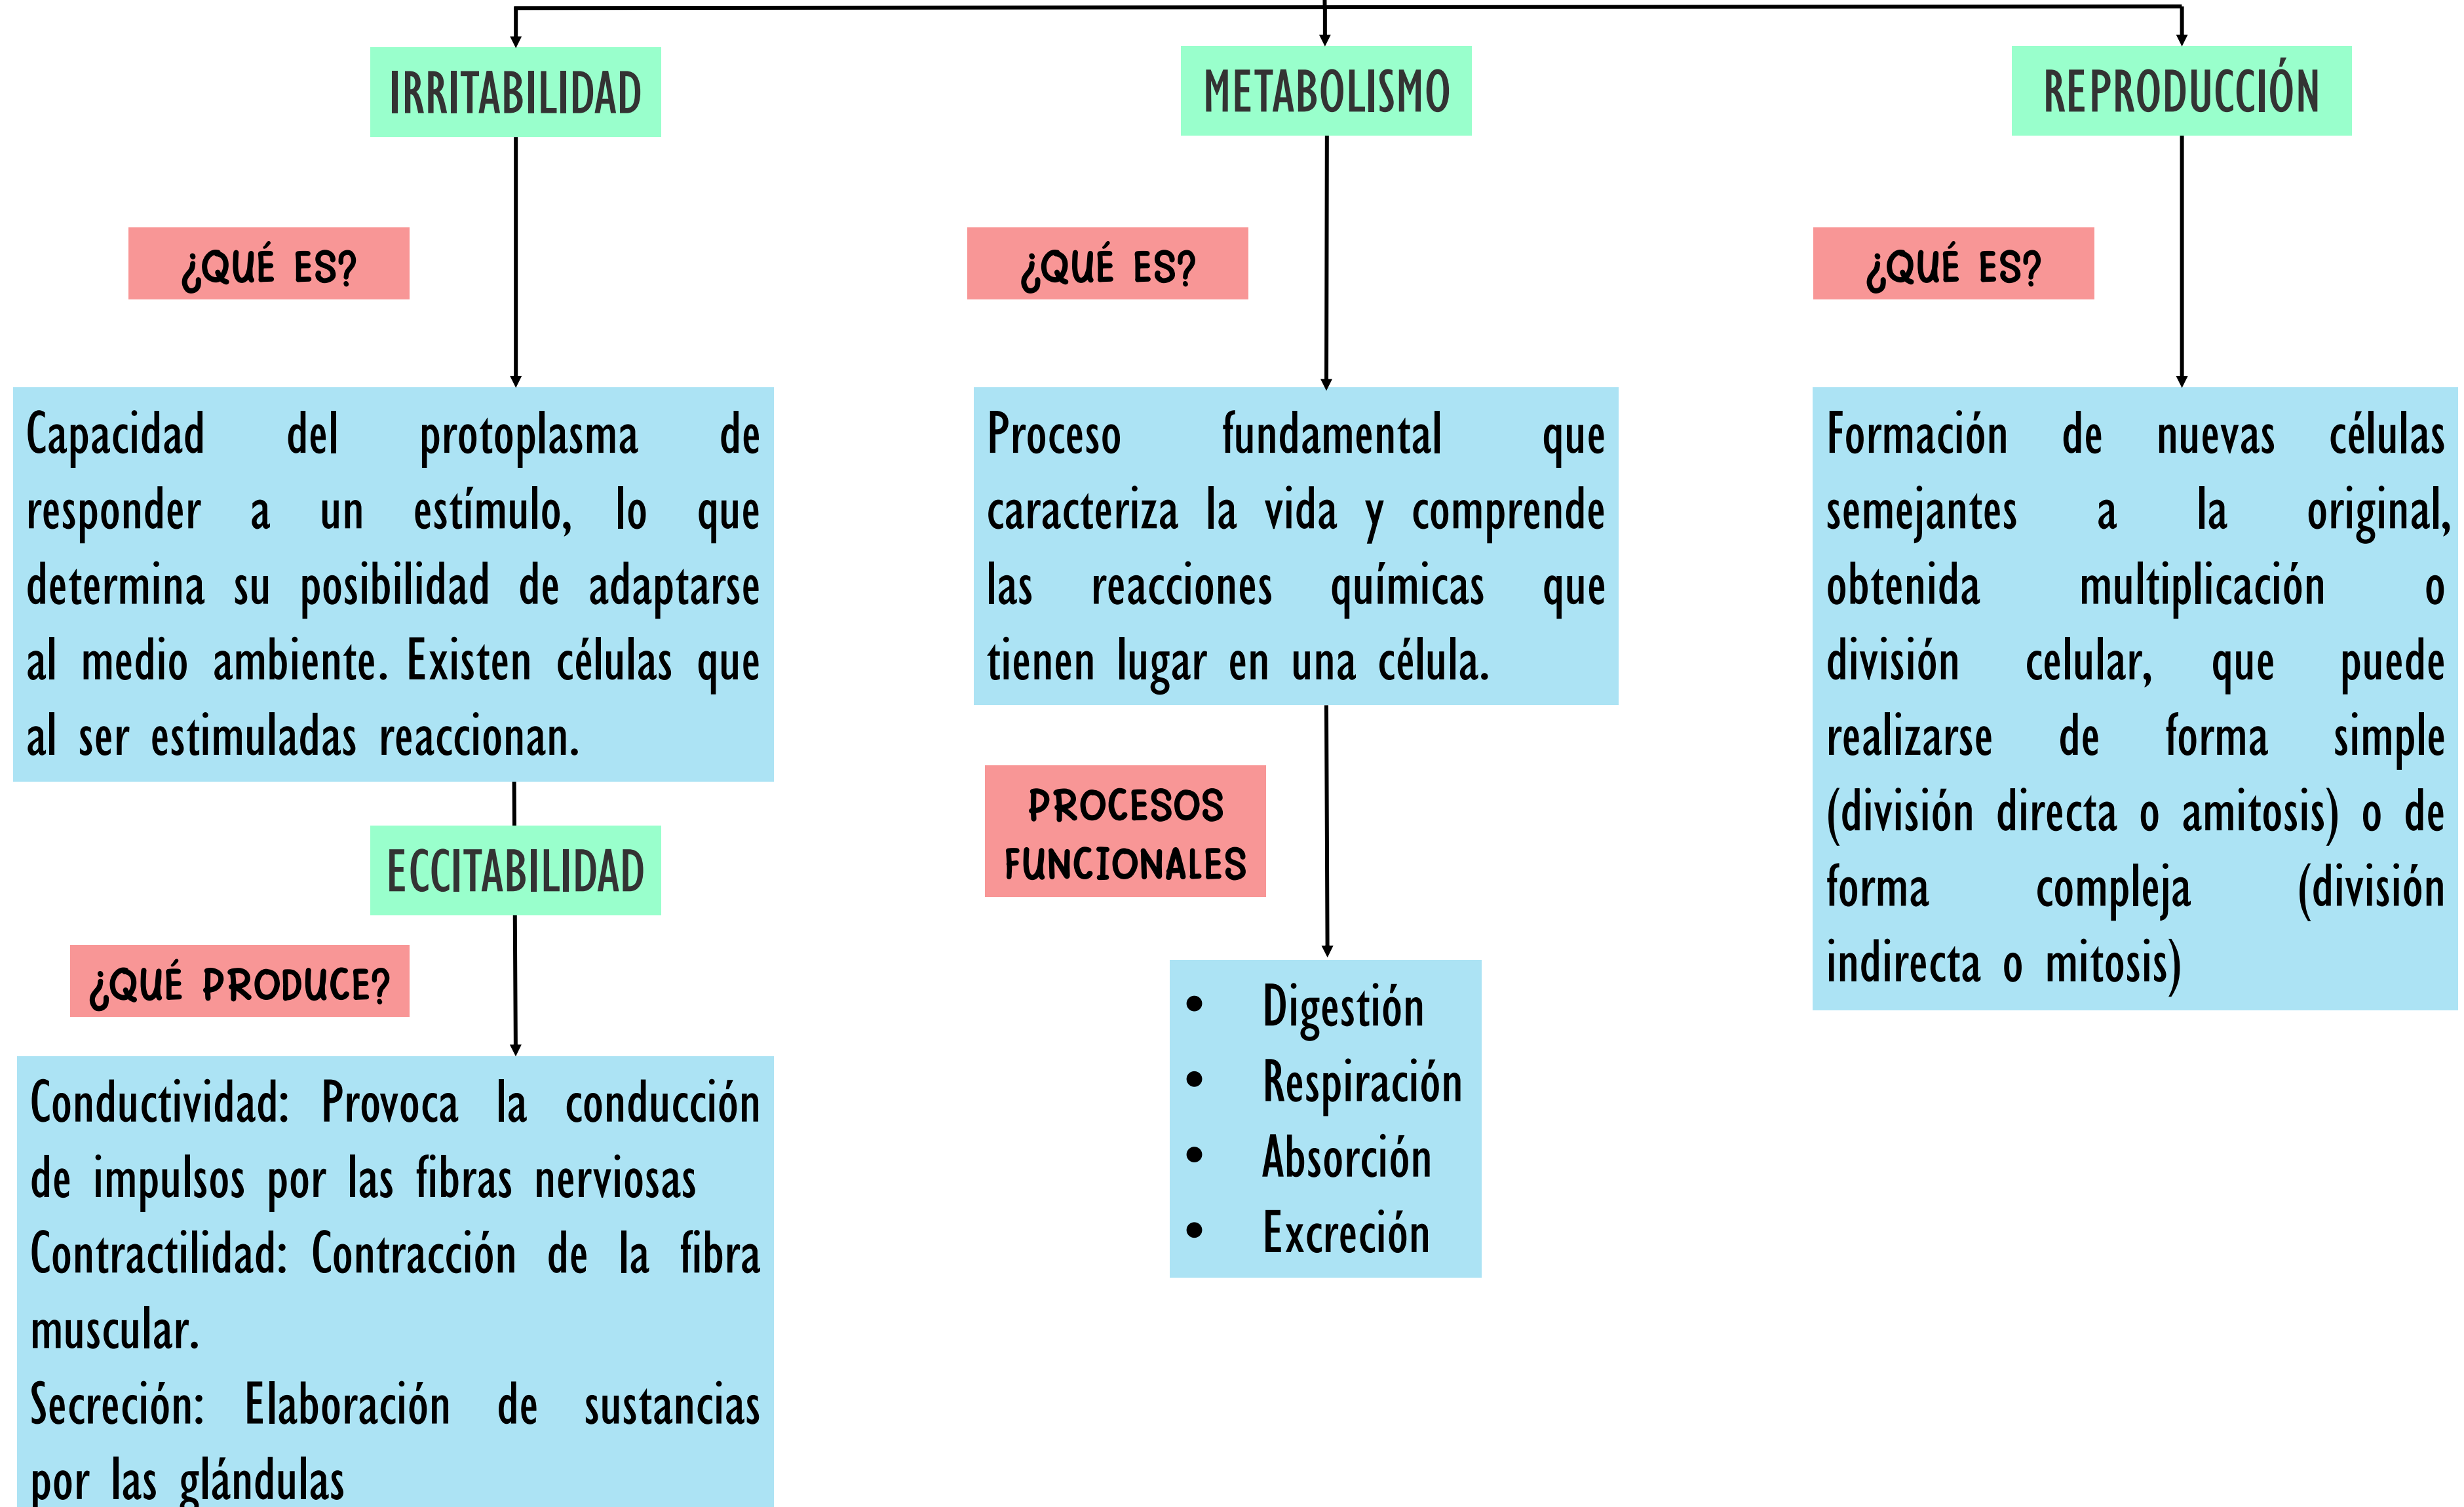 IRRITABILIDAD
¿QUÉ ES?
Capacidad del protoplasma de
responder a un estímulo, lo que
determina su posibilidad de adaptarse
al medio ambiente. Existen células que
al ser estimuladas reaccionan.
ECCITABILIDAD
¿QUÉ PRODUCE?
Conductividad: Provoca la conducción
de impulsos por las fibras nerviosas
Contractilidad: Contracción de la fibra
muscular.
Secreción: Elaboración de sustancias
por las glándulas
METABOLISMO
¿QUÉ ES?
Proceso fundamental que
caracteriza la vida y comprende
las reacciones químicas que
tienen lugar en una célula.
PROCESOS
FUNCIONALES
• Digestión
• Respiración
• Absorción
• Excreción
REPRODUCCIÓN
¿QUÉ ES?
Formación de nuevas células
semejantes a la original,
obtenida multiplicación o
división celular, que puede
realizarse de forma simple
(división directa o amitosis) o de
forma compleja (división
indirecta o mitosis)